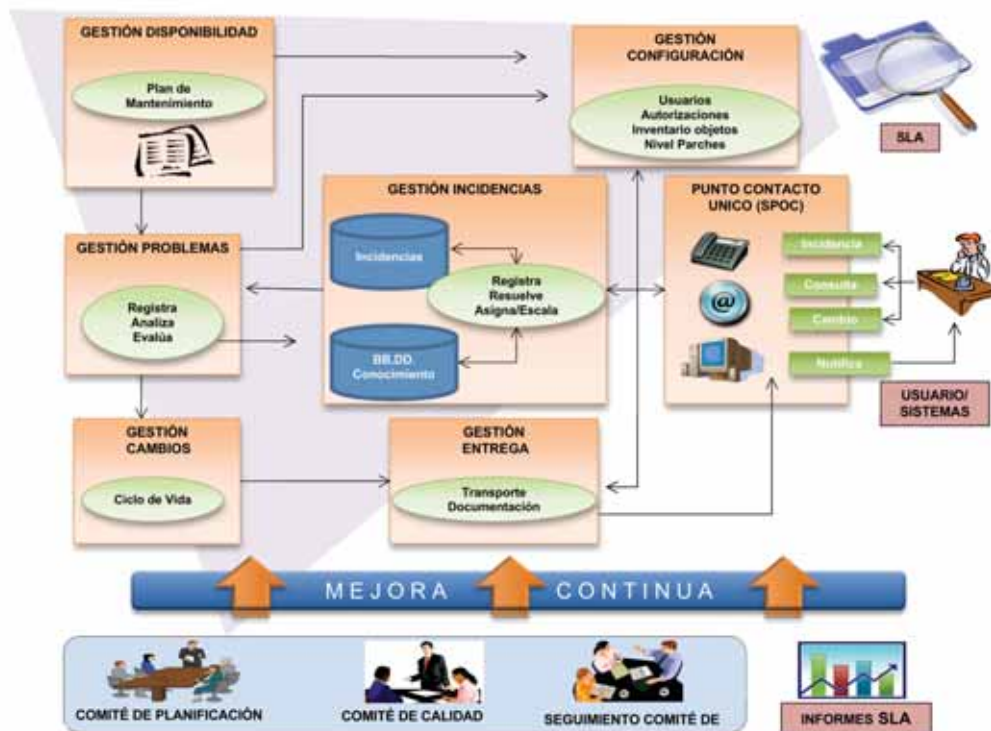 GESTIÓN DISPONIBILIDAD
Plan de
Mantenimiento
GESTIÓN
CONFIGURACIÓN
Usuarios
Autorizaciones
Inventario objetos
Nivel Parches
SLA
GESTIÓN PROBLEMAS
Registra
Analiza
Evalúa
GESTIÓN INCIDENCIAS
Incidencias
Registra
Resuelve
Asigna/Escala
BB.DD.
Conocimiento
PUNTO CONTACTO
UNICO (SPOC)
@
Incidencia
Consulta
Cambio
Notifica
USUARIO/
SISTEMAS
GESTIÓN
CAMBIOS
Ciclo de Vida
GESTIÓN
ENTREGA
Transporte
Documentación
MEJORA CONTINUA
COMITÉ DE PLANIFICACIÓN
COMITÉ DE CALIDAD
SEGUIMIENTO COMITÉ DE
INFORMES SLA